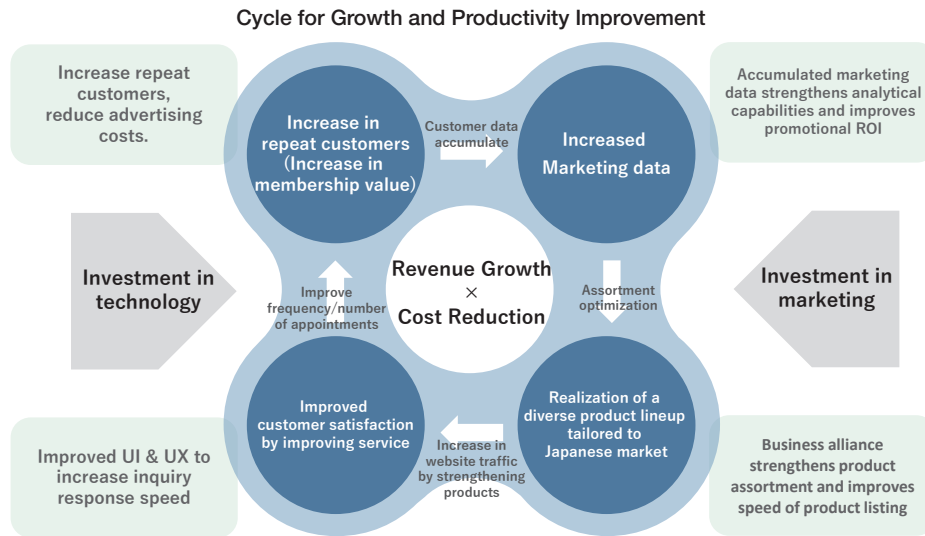 Cycle for Growth and Productivity Improvement
Increase repeat
customers,
reduce advertising
costs.
Increase in
repeat customers
(Increase in
membership value)
Customer data
accumulate
Increased
Marketing data
Accumulated marketing
data strengthens analytical
capabilities and improves
promotional ROI
Investment in
technology
Improve
frequency/number
of appointments
Revenue Growth
×
Cost Reduction
Assortment
optimization
Investment in
marketing
Improved UI & UX to
increase inquiry
response speed
Improved
customer satisfaction
by improving service
Increase in
website traffic
by strengthening
products
Realization of a
diverse product lineup
tailored to
Japanese market
Business alliance
strengthens product
assortment and improves
speed of product listing